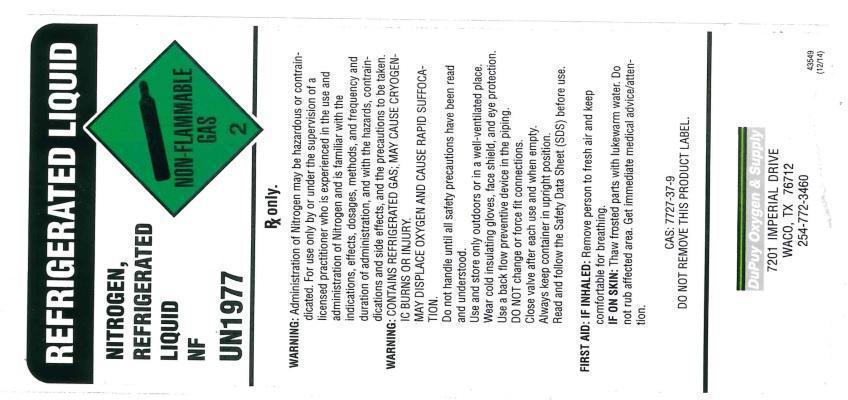 REFRIGERATED LIQUID
NITROGEN,
REFRIGERATED
LIQUID
NF
UN1977
NON-FLAMMABLE
GAS
2
Rx only.
WARNING: Administration of Nitrogen may be hazardous or contrain-
dicated. For use only by or under the supervision of a
licensed practitioner who is experienced in the use and
administration of Nitrogen and is familiar with the
indications, effects, dosages, methods, and frequency and
duration of administration, and with the hazards, contrain-
dications and side effects, and the precautions to be taken.
WARNING: CONTAINS REFRIGERATED GAS; MAY CAUSE CRYOGEN-
IC BURNS OR INJURY.
MAY DISPLACE OXYGEN AND CAUSE RAPID SUFFOCA-
TION.
Do not handle until all safety precautions have been read
and understood.
Use and store only outdoors or in a well-ventilated place.
Wear cold insulating gloves, face shield, and eye protection.
Use a back flow preventive device in the piping.
DO NOT change or force fit connections.
Close valve after each use and when empty.
Always keep container in upright position.
Read and follow the Safety Data Sheet (SDS) before use.
FIRST AID: IF INHALED: Remove person to fresh air and keep
comfortable for breathing.
IF ON SKIN: Thaw frosted parts with lukewarm water. Do
not rub affected area. Get immediate medical advice/atten-
tion.
CAS: 7727-37-9
DO NOT REMOVE THIS PRODUCT LABEL.
DuPuy Oxygen & Supply
7201 IMPERIAL DRIVE
WACO, TX 76712
254-772-3460
43549
(12/14)